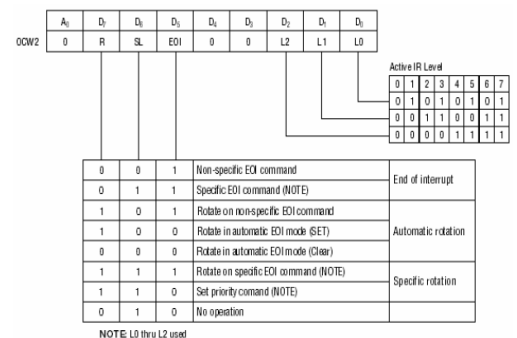 A0 D7 D6 D5 D4 D3 D2 D1 D0
OCW2 0 R SL EOI 0 0 L2 L1 L0
Active IR Level
0 1 2 3 4 5 6 7
0 1 0 1 0 1 0 1
0 0 1 1 0 0 1 1
0 0 0 0 1 1 1 1
0 0 1 Non-specific EOI command
End of interrupt
0 1 1 Specific EOI command (NOTE)
1 0 1 Rotate on non-specific EOI command
1 0 0 Rotate in automatic EOI mode (SET) Automatic rotation
0 0 0 Rotate in automatic EOI mode (Clear)
1 1 1 Rotate on specific EOI command (NOTE)
Specific rotation
1 1 0 Set priority comand (NOTE)
0 1 0 No operation
NOTE: L0 thru L2 used